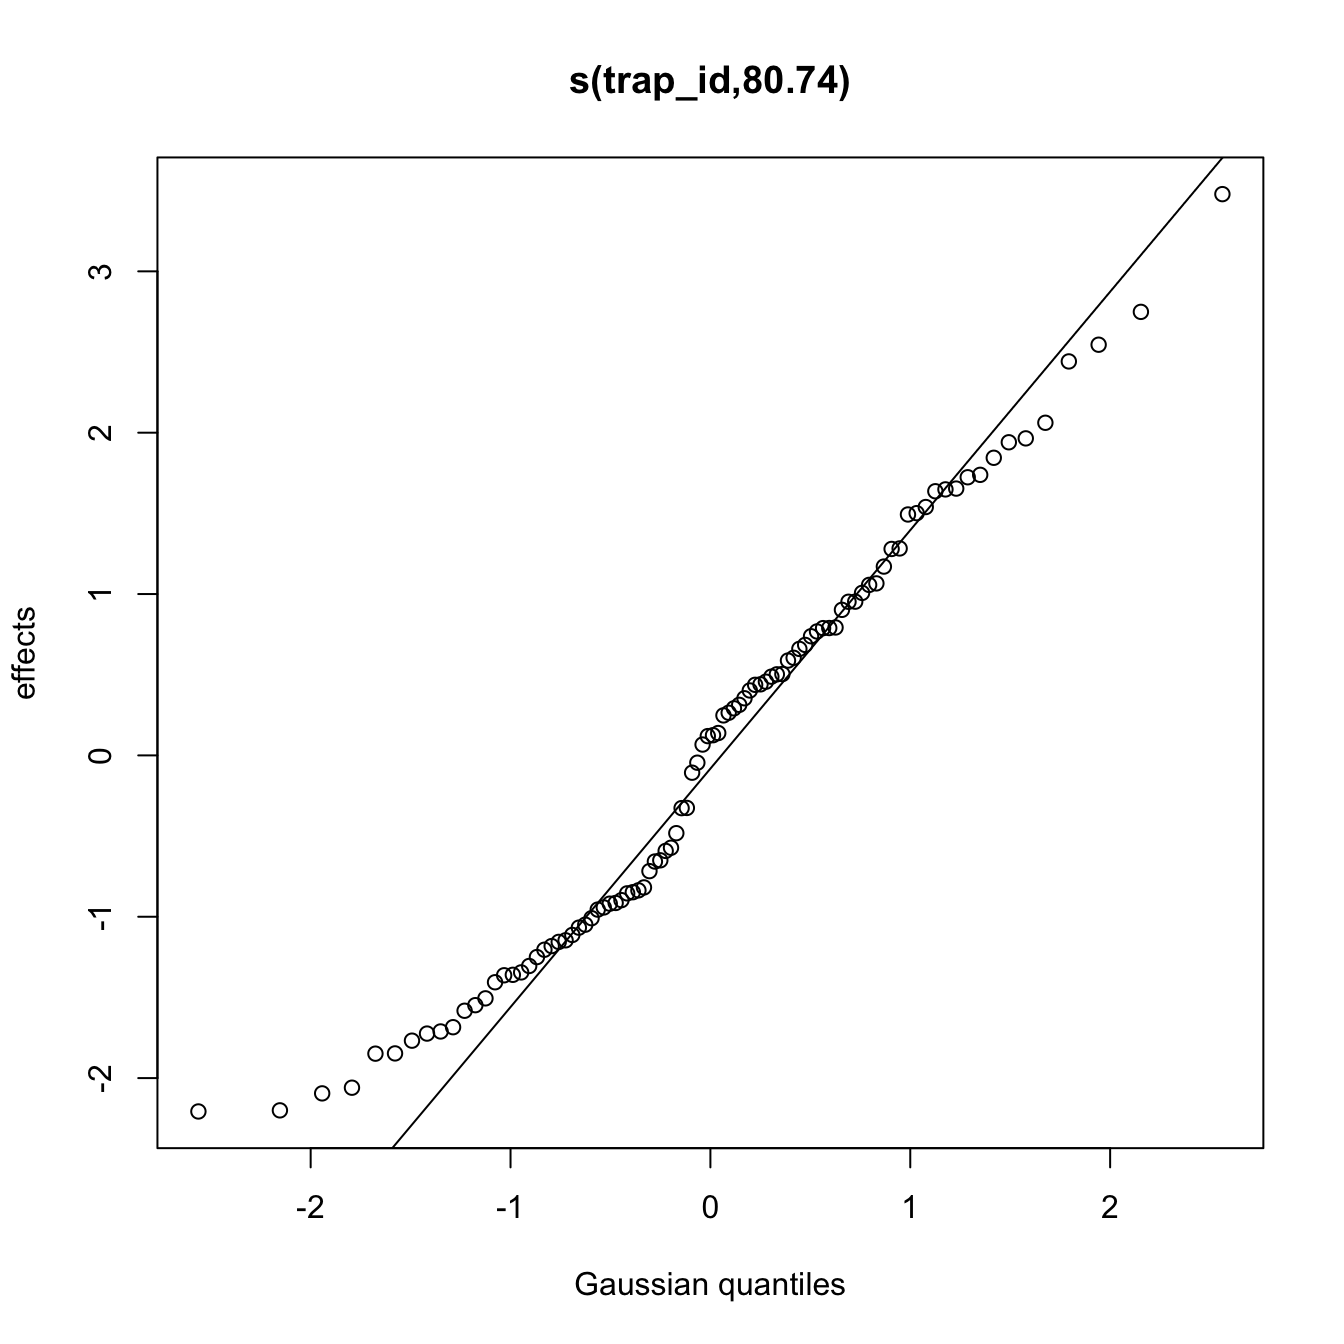 s(trap_id,80.74)
effects
3
2
1
0
-1
-2
-2 -1 0 1 2
Gaussian quantiles